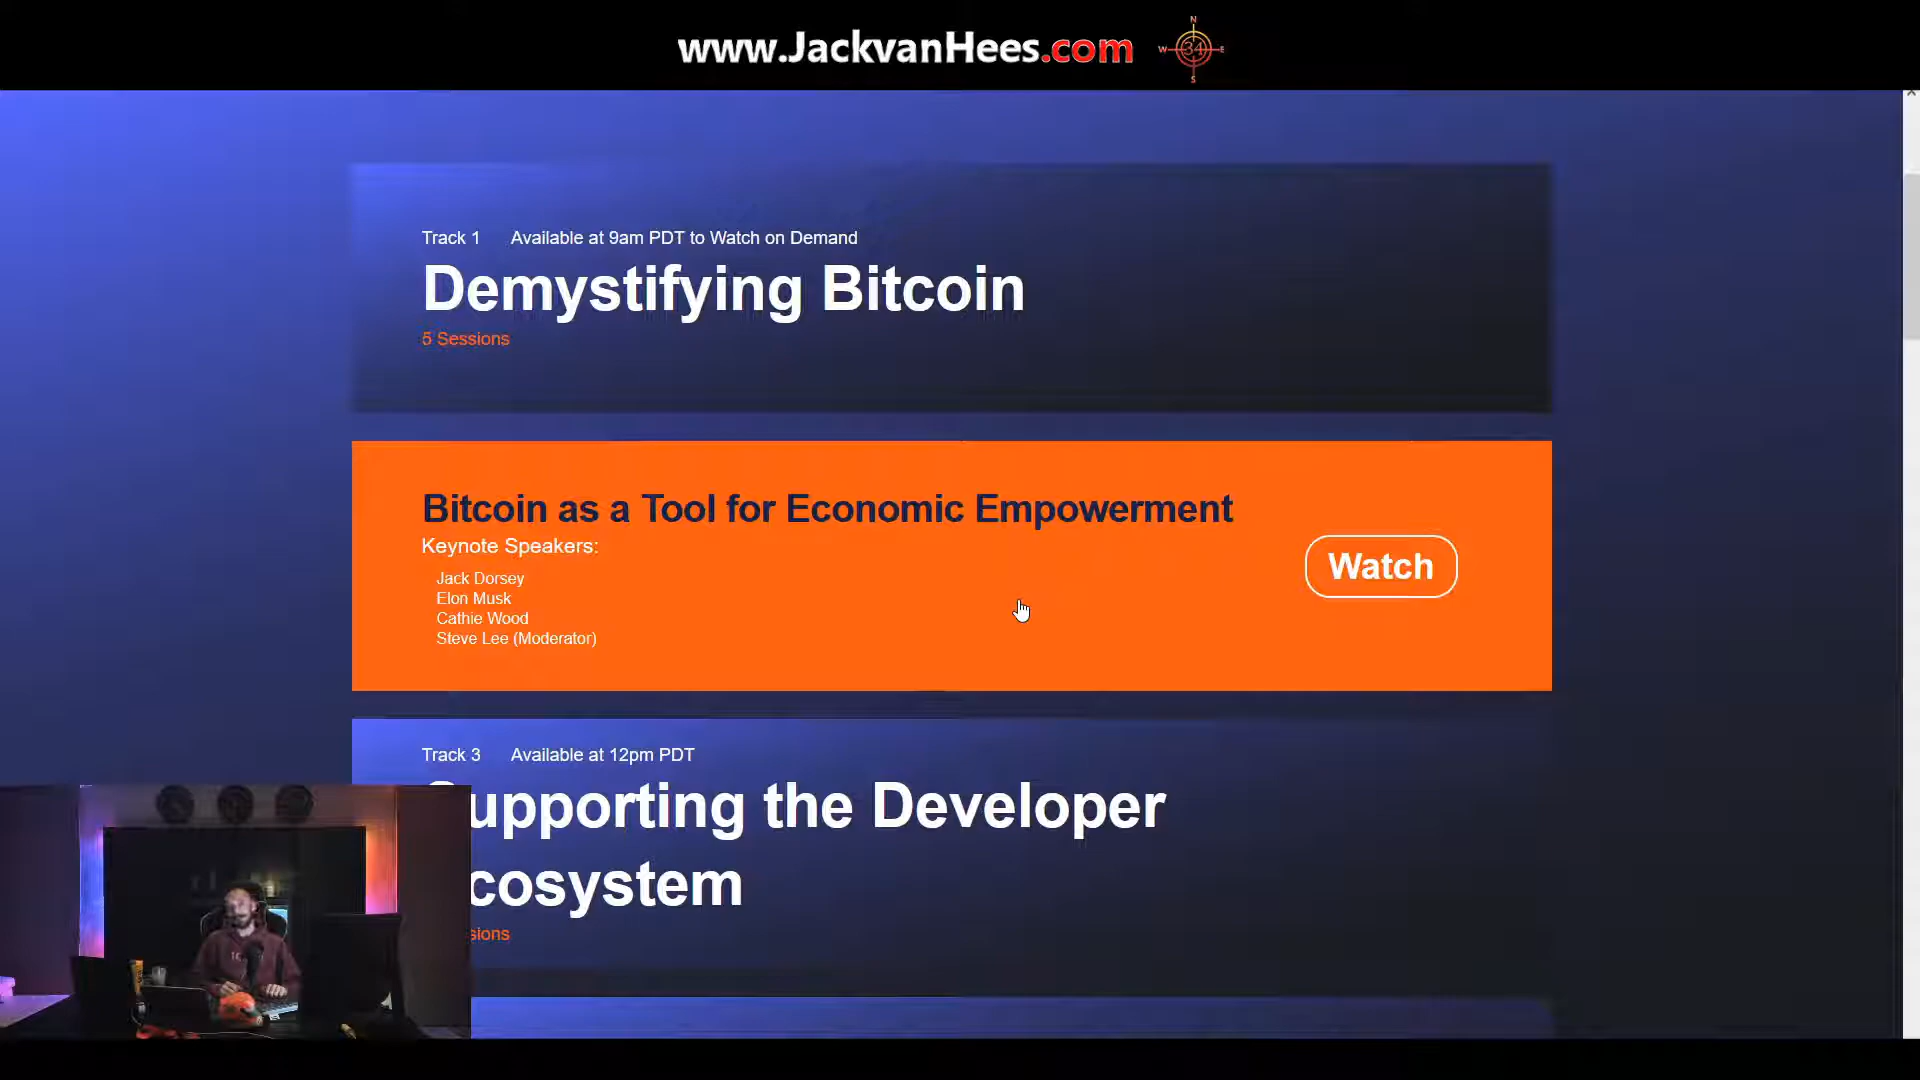 www.JackvanHees.com
N
W 34 E
S
Track 1 Available at 9am PDT to Watch on Demand
Demystifying Bitcoin
5 Sessions
Bitcoin as a Tool for Economic Empowerment
Keynote Speakers:
Jack Dorsey
Elon Musk
Cathie Wood
Steve Lee (Moderator)
Watch
Track 3 Available at 12pm PDT
upporting the Developer
cosystem
sions